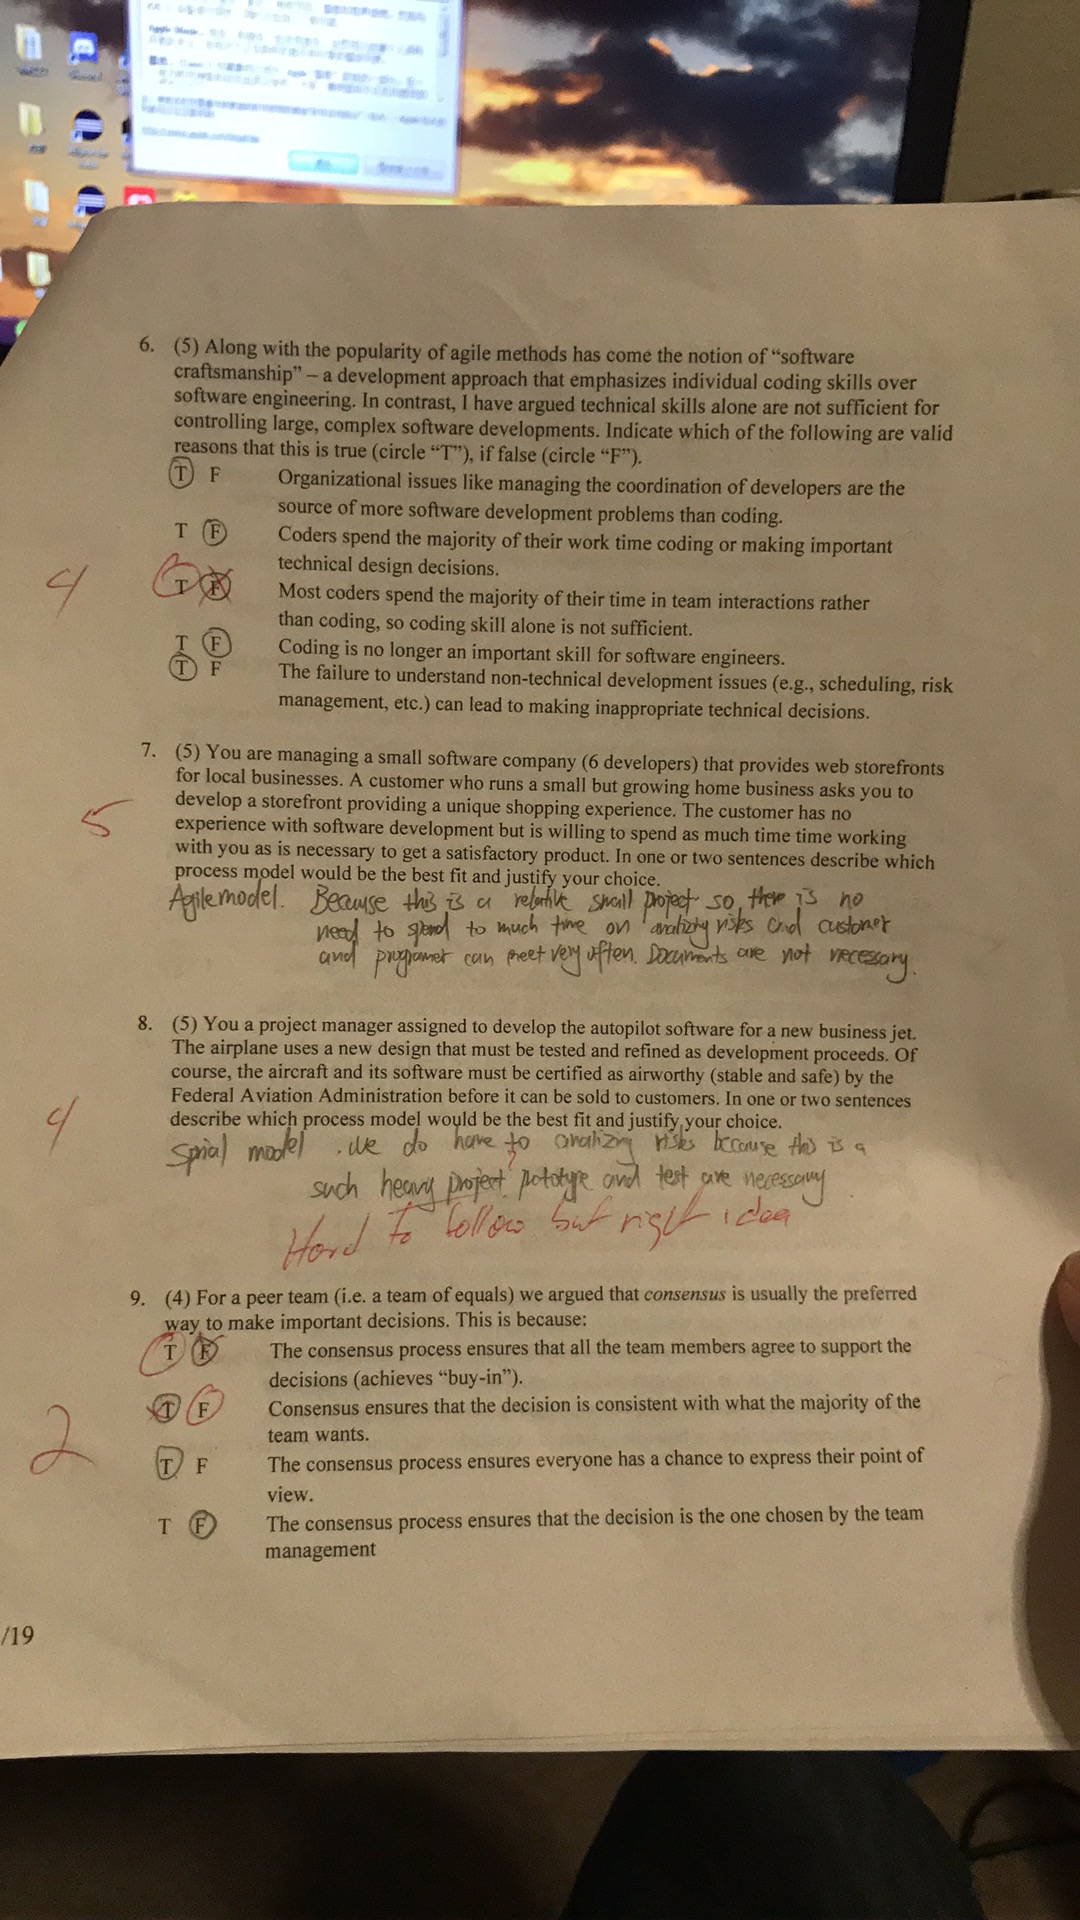 6. (5) Along with the popularity of agile methods has come the notion of “software
craftsmanship” – a development approach that emphasizes individual coding skills over
software engineering. In contrast, I have argued technical skills alone are not sufficient for
controlling large, complex software developments. Indicate which of the following are valid
reasons that this is true (circle “T”), if false (circle “F”).
T F Organizational issues like managing the coordination of developers are the
source of more software development problems than coding.
T F Coders spend the majority of their work time coding or making important
technical design decisions.
4
T F Most coders spend the majority of their time in team interactions rather
than coding, so coding skill alone is not sufficient.
T F Coding is no longer an important skill for software engineers.
T F The failure to understand non-technical development issues (e.g., scheduling, risk
management, etc.) can lead to making inappropriate technical decisions.
7. (5) You are managing a small software company (6 developers) that provides web storefronts
for local businesses. A customer who runs a small but growing home business asks you to
develop a storefront providing a unique shopping experience. The customer has no
5
experience with software development but is willing to spend as much time time working
with you as is necessary to get a satisfactory product. In one or two sentences describe which
process model would be the best fit and justify your choice.
Agile model. Because this is a relative small project so, there is no
need to spend to much time on risks and customer
and programer can meet very often. Documents are not necessary.
8. (5) You a project manager assigned to develop the autopilot software for a new business jet.
The airplane uses a new design that must be tested and refined as development proceeds. Of
course, the aircraft and its software must be certified as airworthy (stable and safe) by the
Federal Aviation Administration before it can be sold to customers. In one or two sentences
4
describe which process model would be the best fit and justify your choice.
Sprial model . we do have to analizing risks because this is a
such heavy project ? pototype and test are necessary
Hard to follow but right idea
9. (4) For a peer team (i.e. a team of equals) we argued that consensus is usually the preferred
way to make important decisions. This is because:
T F The consensus process ensures that all the team members agree to support the
decisions (achieves “buy-in”).
T F Consensus ensures that the decision is consistent with what the majority of the
team wants.
2
T F The consensus process ensures everyone has a chance to express their point of
view.
T F The consensus process ensures that the decision is the one chosen by the team
management
/19